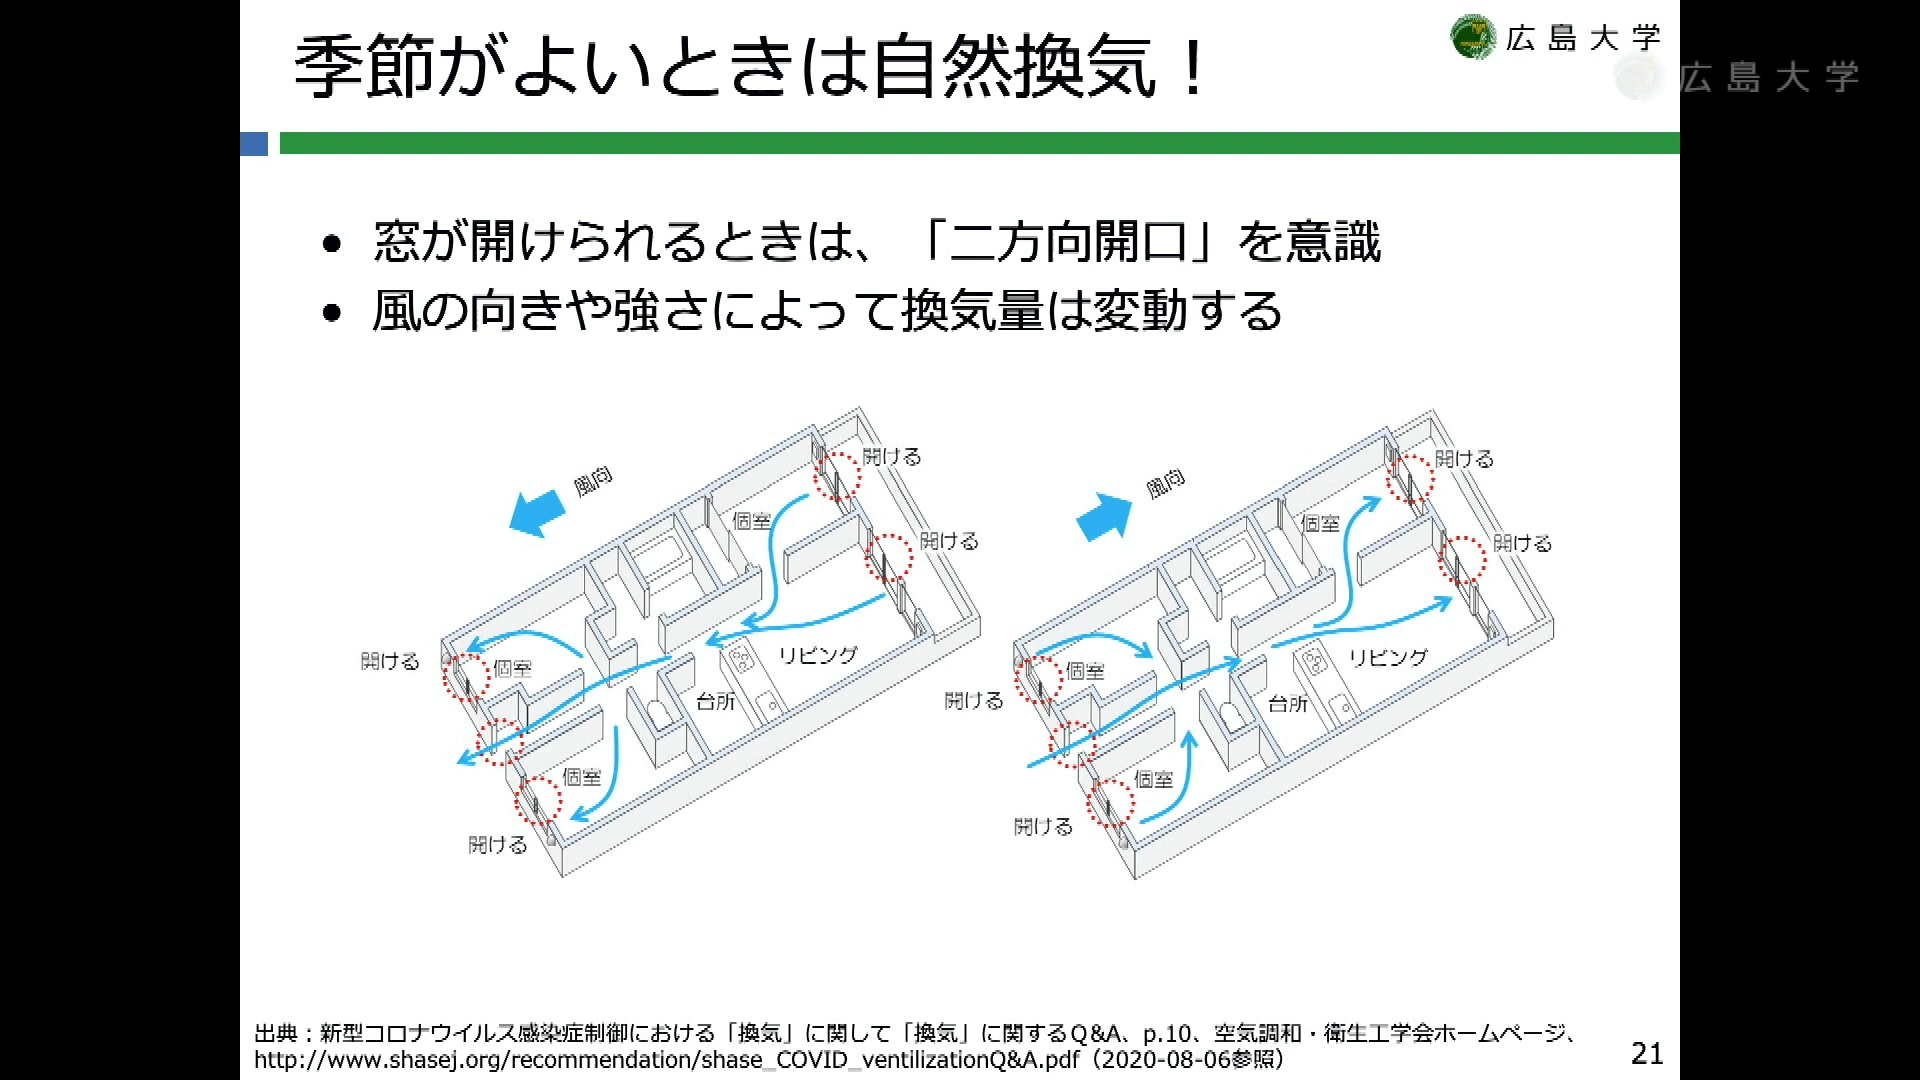 季節がよいときは自然換気！
広島大学
広島大学
• 窓が開けられるときは、「二方向開口」を意識
• 風の向きや強さによって換気量は変動する
風向
開ける
個室
開ける
リビング
開ける
個室
台所
個室
開ける
風向
開ける
個室
開ける
リビング
個室
開ける
台所
個室
開ける
出典：新型コロナウイルス感染症制御における「換気」に関して「換気」に関するＱ&A、p.10、空気調和・衛生工学会ホームページ、
http://www.shasej.org/recommendation/shase_COVID_ventilizationQ&A.pdf（2020-08-06参照）
21